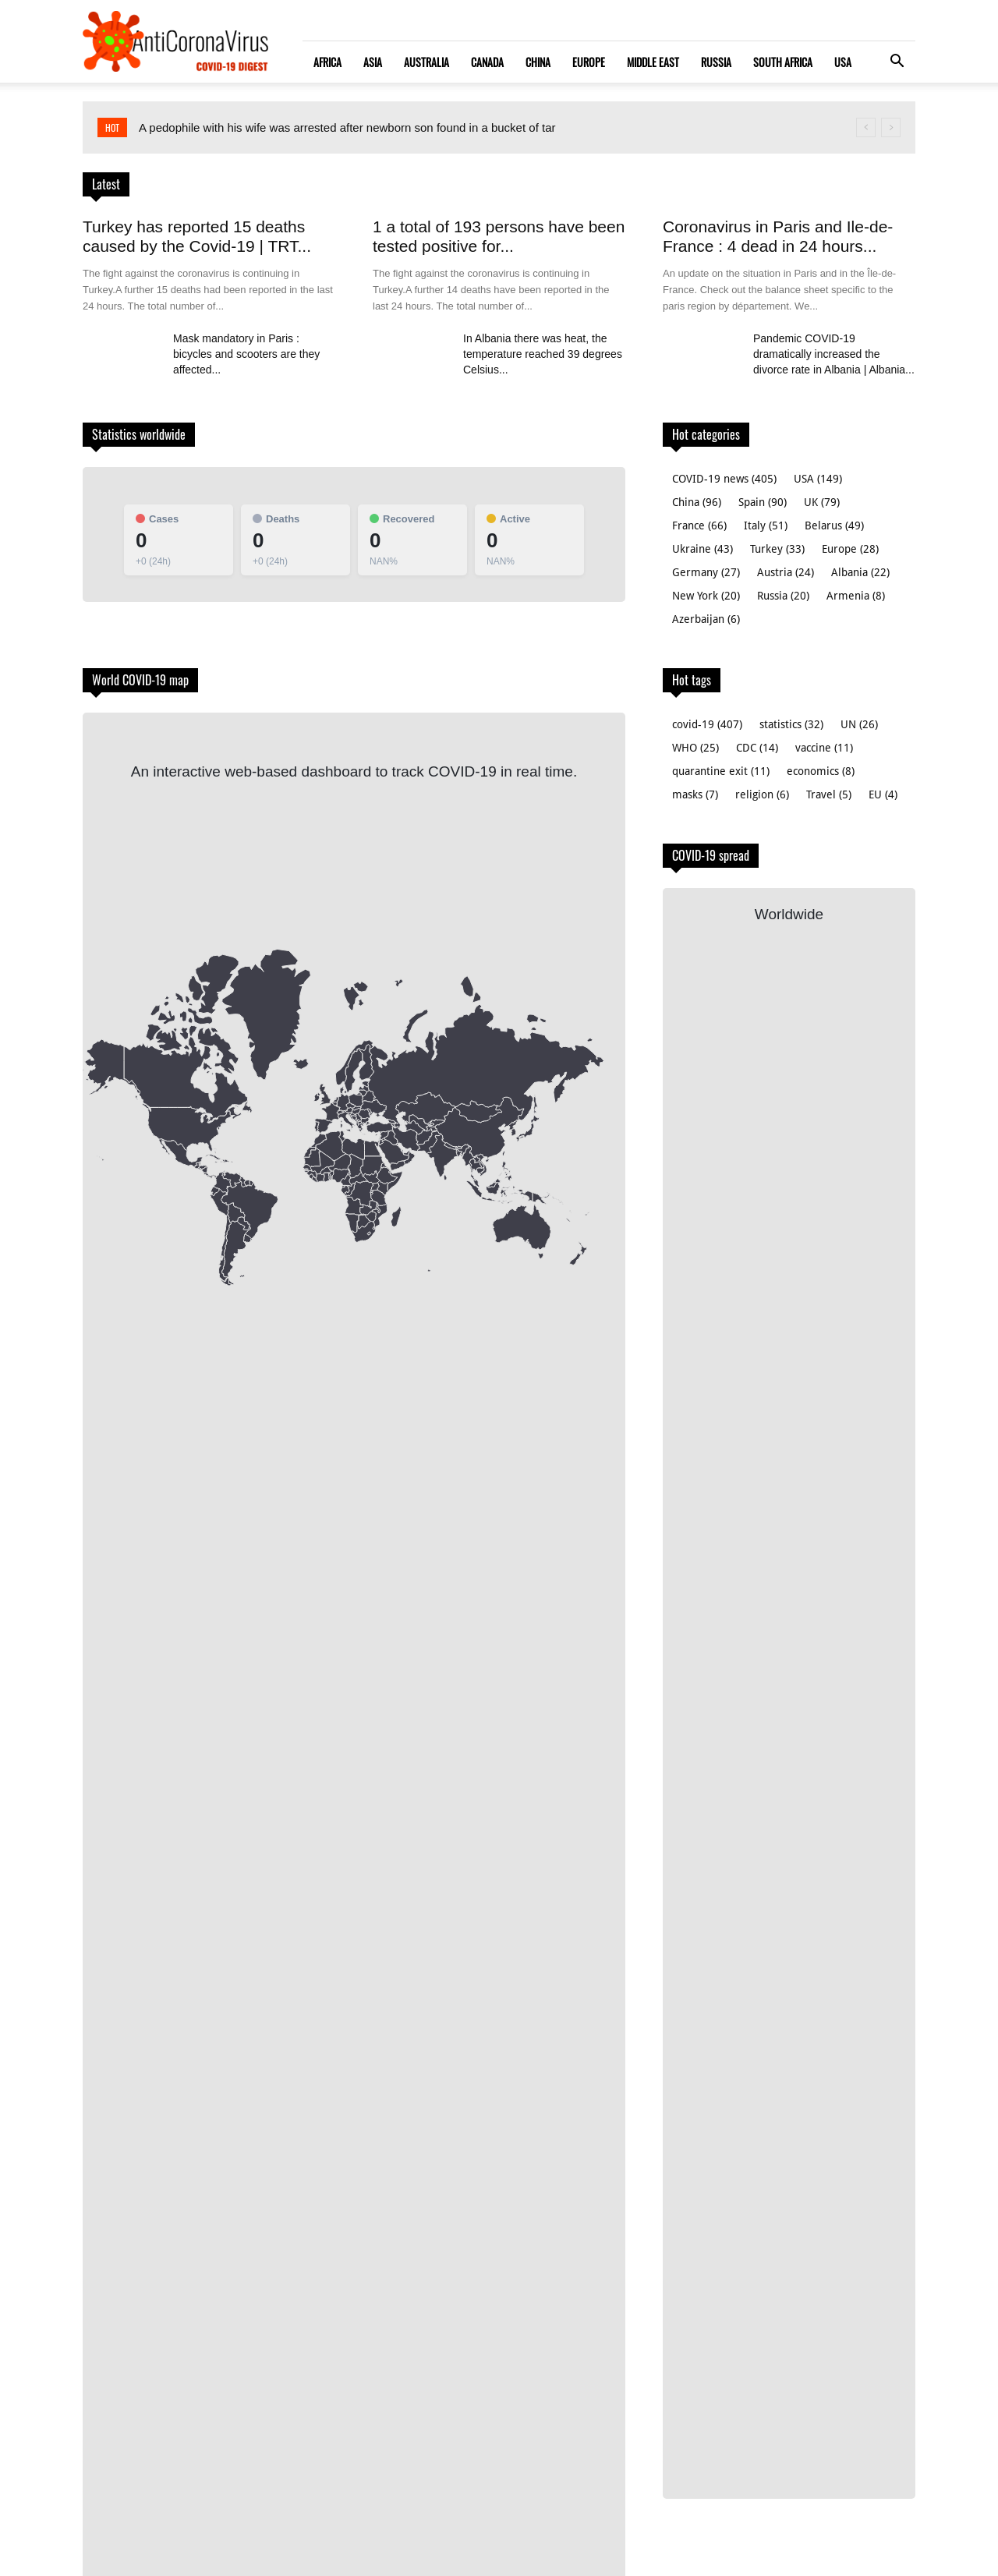 AntiCoronaVirus
COVID-19 DIGEST
AFRICA ASIA AUSTRALIA CANADA CHINA EUROPE MIDDLE EAST RUSSIA SOUTH AFRICA USA
HOT A pedophile with his wife was arrested after newborn son found in a bucket of tar
Latest
Turkey has reported 15 deaths
caused by the Covid-19 | TRT...
The fight against the coronavirus is continuing in
Turkey.A further 15 deaths had been reported in the last
24 hours. The total number of...
Mask mandatory in Paris :
bicycles and scooters are they
affected...
1 a total of 193 persons have been
tested positive for...
The fight against the coronavirus is continuing in
Turkey.A further 14 deaths have been reported in the
last 24 hours. The total number of...
In Albania there was heat, the
temperature reached 39 degrees
Celsius...
Coronavirus in Paris and Ile-de-
France : 4 dead in 24 hours...
An update on the situation in Paris and in the Île-de-
France. Check out the balance sheet specific to the
paris region by département. We...
Pandemic COVID-19
dramatically increased the
divorce rate in Albania | Albania...
Statistics worldwide
Cases
0
+0 (24h)
Deaths
0
+0 (24h)
Recovered
0
NAN%
Active
0
NAN%
Hot categories
COVID-19 news (405) USA (149)
China (96) Spain (90) UK (79)
France (66) Italy (51) Belarus (49)
Ukraine (43) Turkey (33) Europe (28)
Germany (27) Austria (24) Albania (22)
New York (20) Russia (20) Armenia (8)
Azerbaijan (6)
World COVID-19 map
An interactive web-based dashboard to track COVID-19 in real time.
Hot tags
covid-19 (407) statistics (32) UN (26)
WHO (25) CDC (14) vaccine (11)
quarantine exit (11) economics (8)
masks (7) religion (6) Travel (5) EU (4)
COVID-19 spread
Worldwide